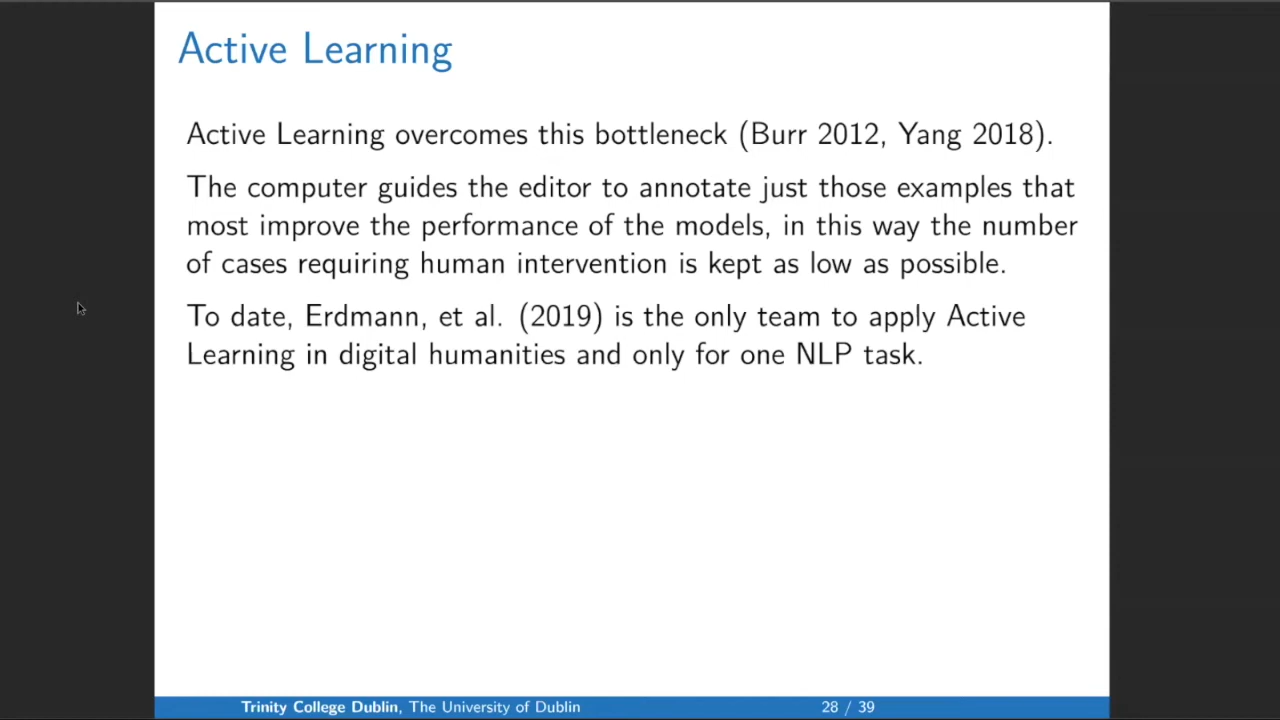 Active Learning
Active Learning overcomes this bottleneck (Burr 2012, Yang 2018).
The computer guides the editor to annotate just those examples that
most improve the performance of the models, in this way the number
of cases requiring human intervention is kept as low as possible.
To date, Erdmann, et al. (2019) is the only team to apply Active
Learning in digital humanities and only for one NLP task.
Trinity College Dublin, The University of Dublin 28 / 39